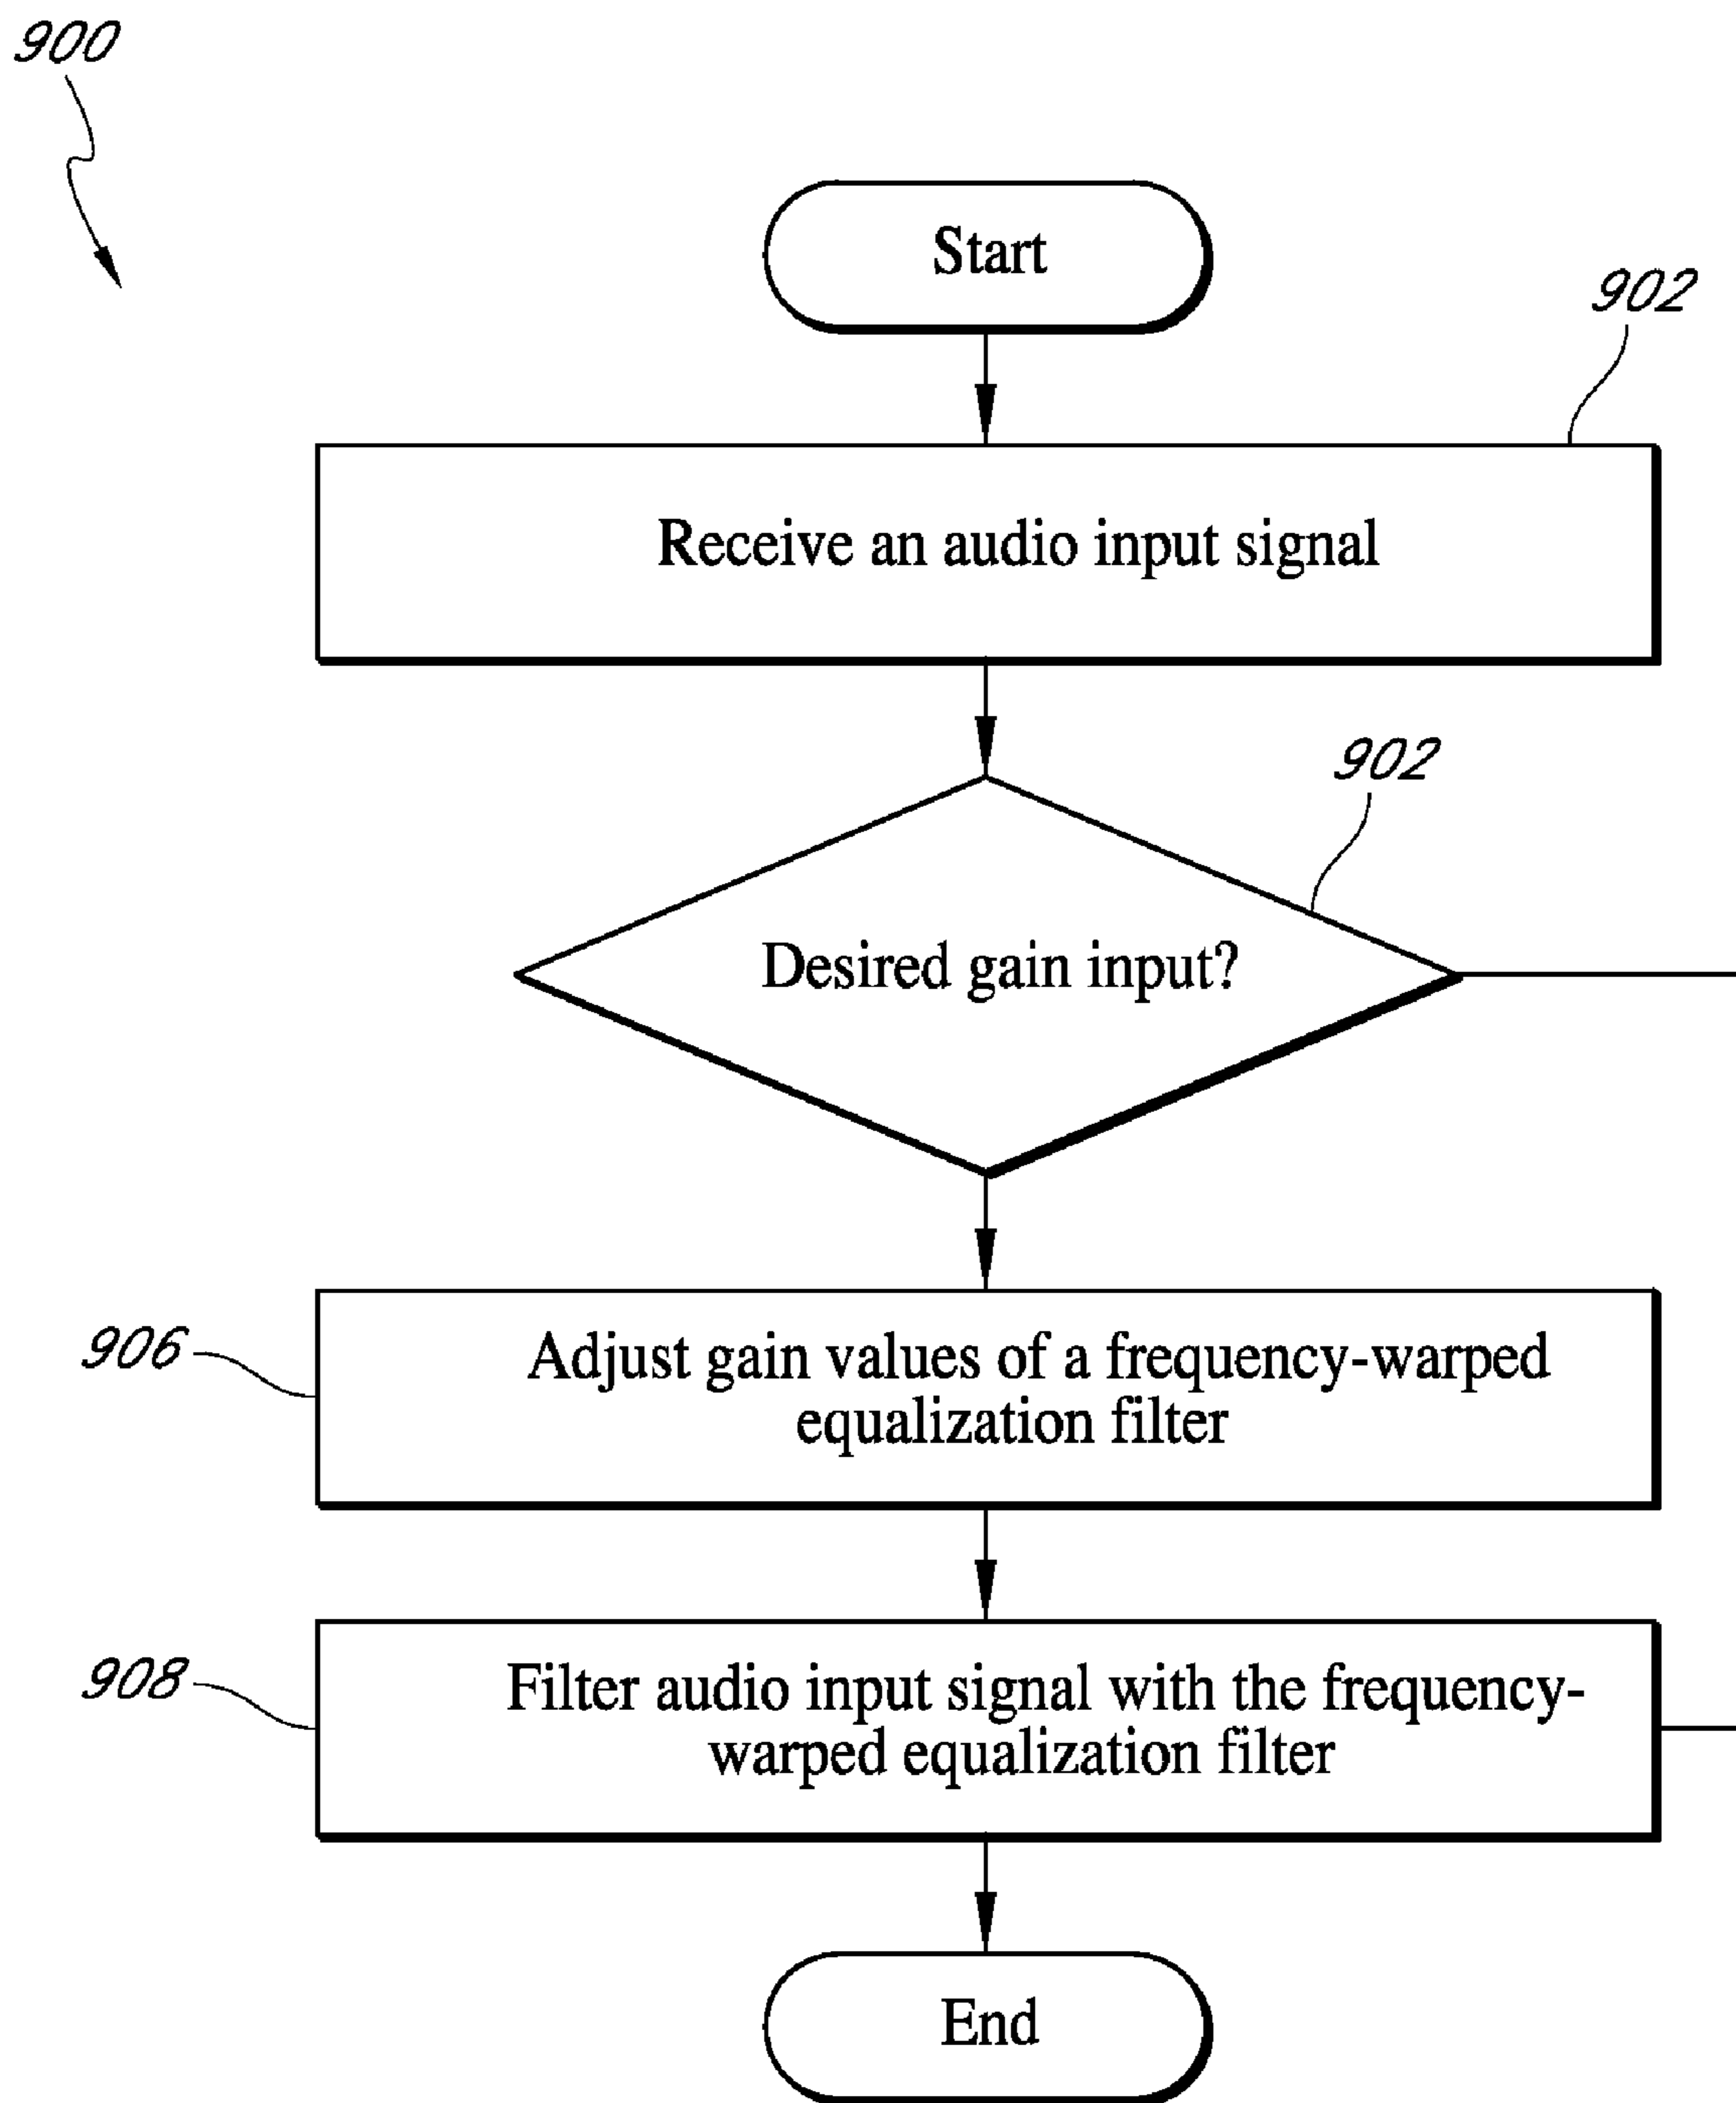 900
Start
902
Receive an audio input signal
902
Desired gain input?
906
Adjust gain values of a frequency-warped
equalization filter
908
Filter audio input signal with the frequency-
warped equalization filter
End